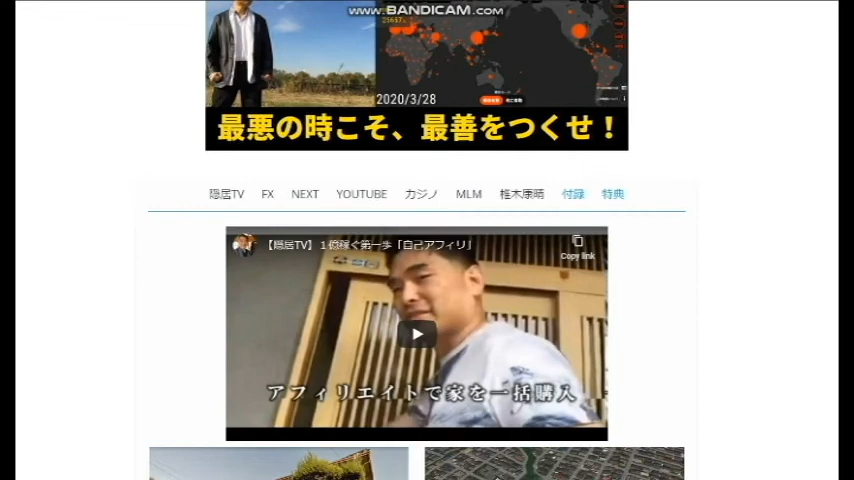 www.BANDICAM.com
2020/3/28
最悪の時こそ、最善をつくせ！
隠居TV FX NEXT YOUTUBE カジノ MLM 椎木康晴 付録 特典
【隠居TV】１億稼ぐ第一歩「自己アフィリ」
Copy link
アフィリエイトで家を一括購入